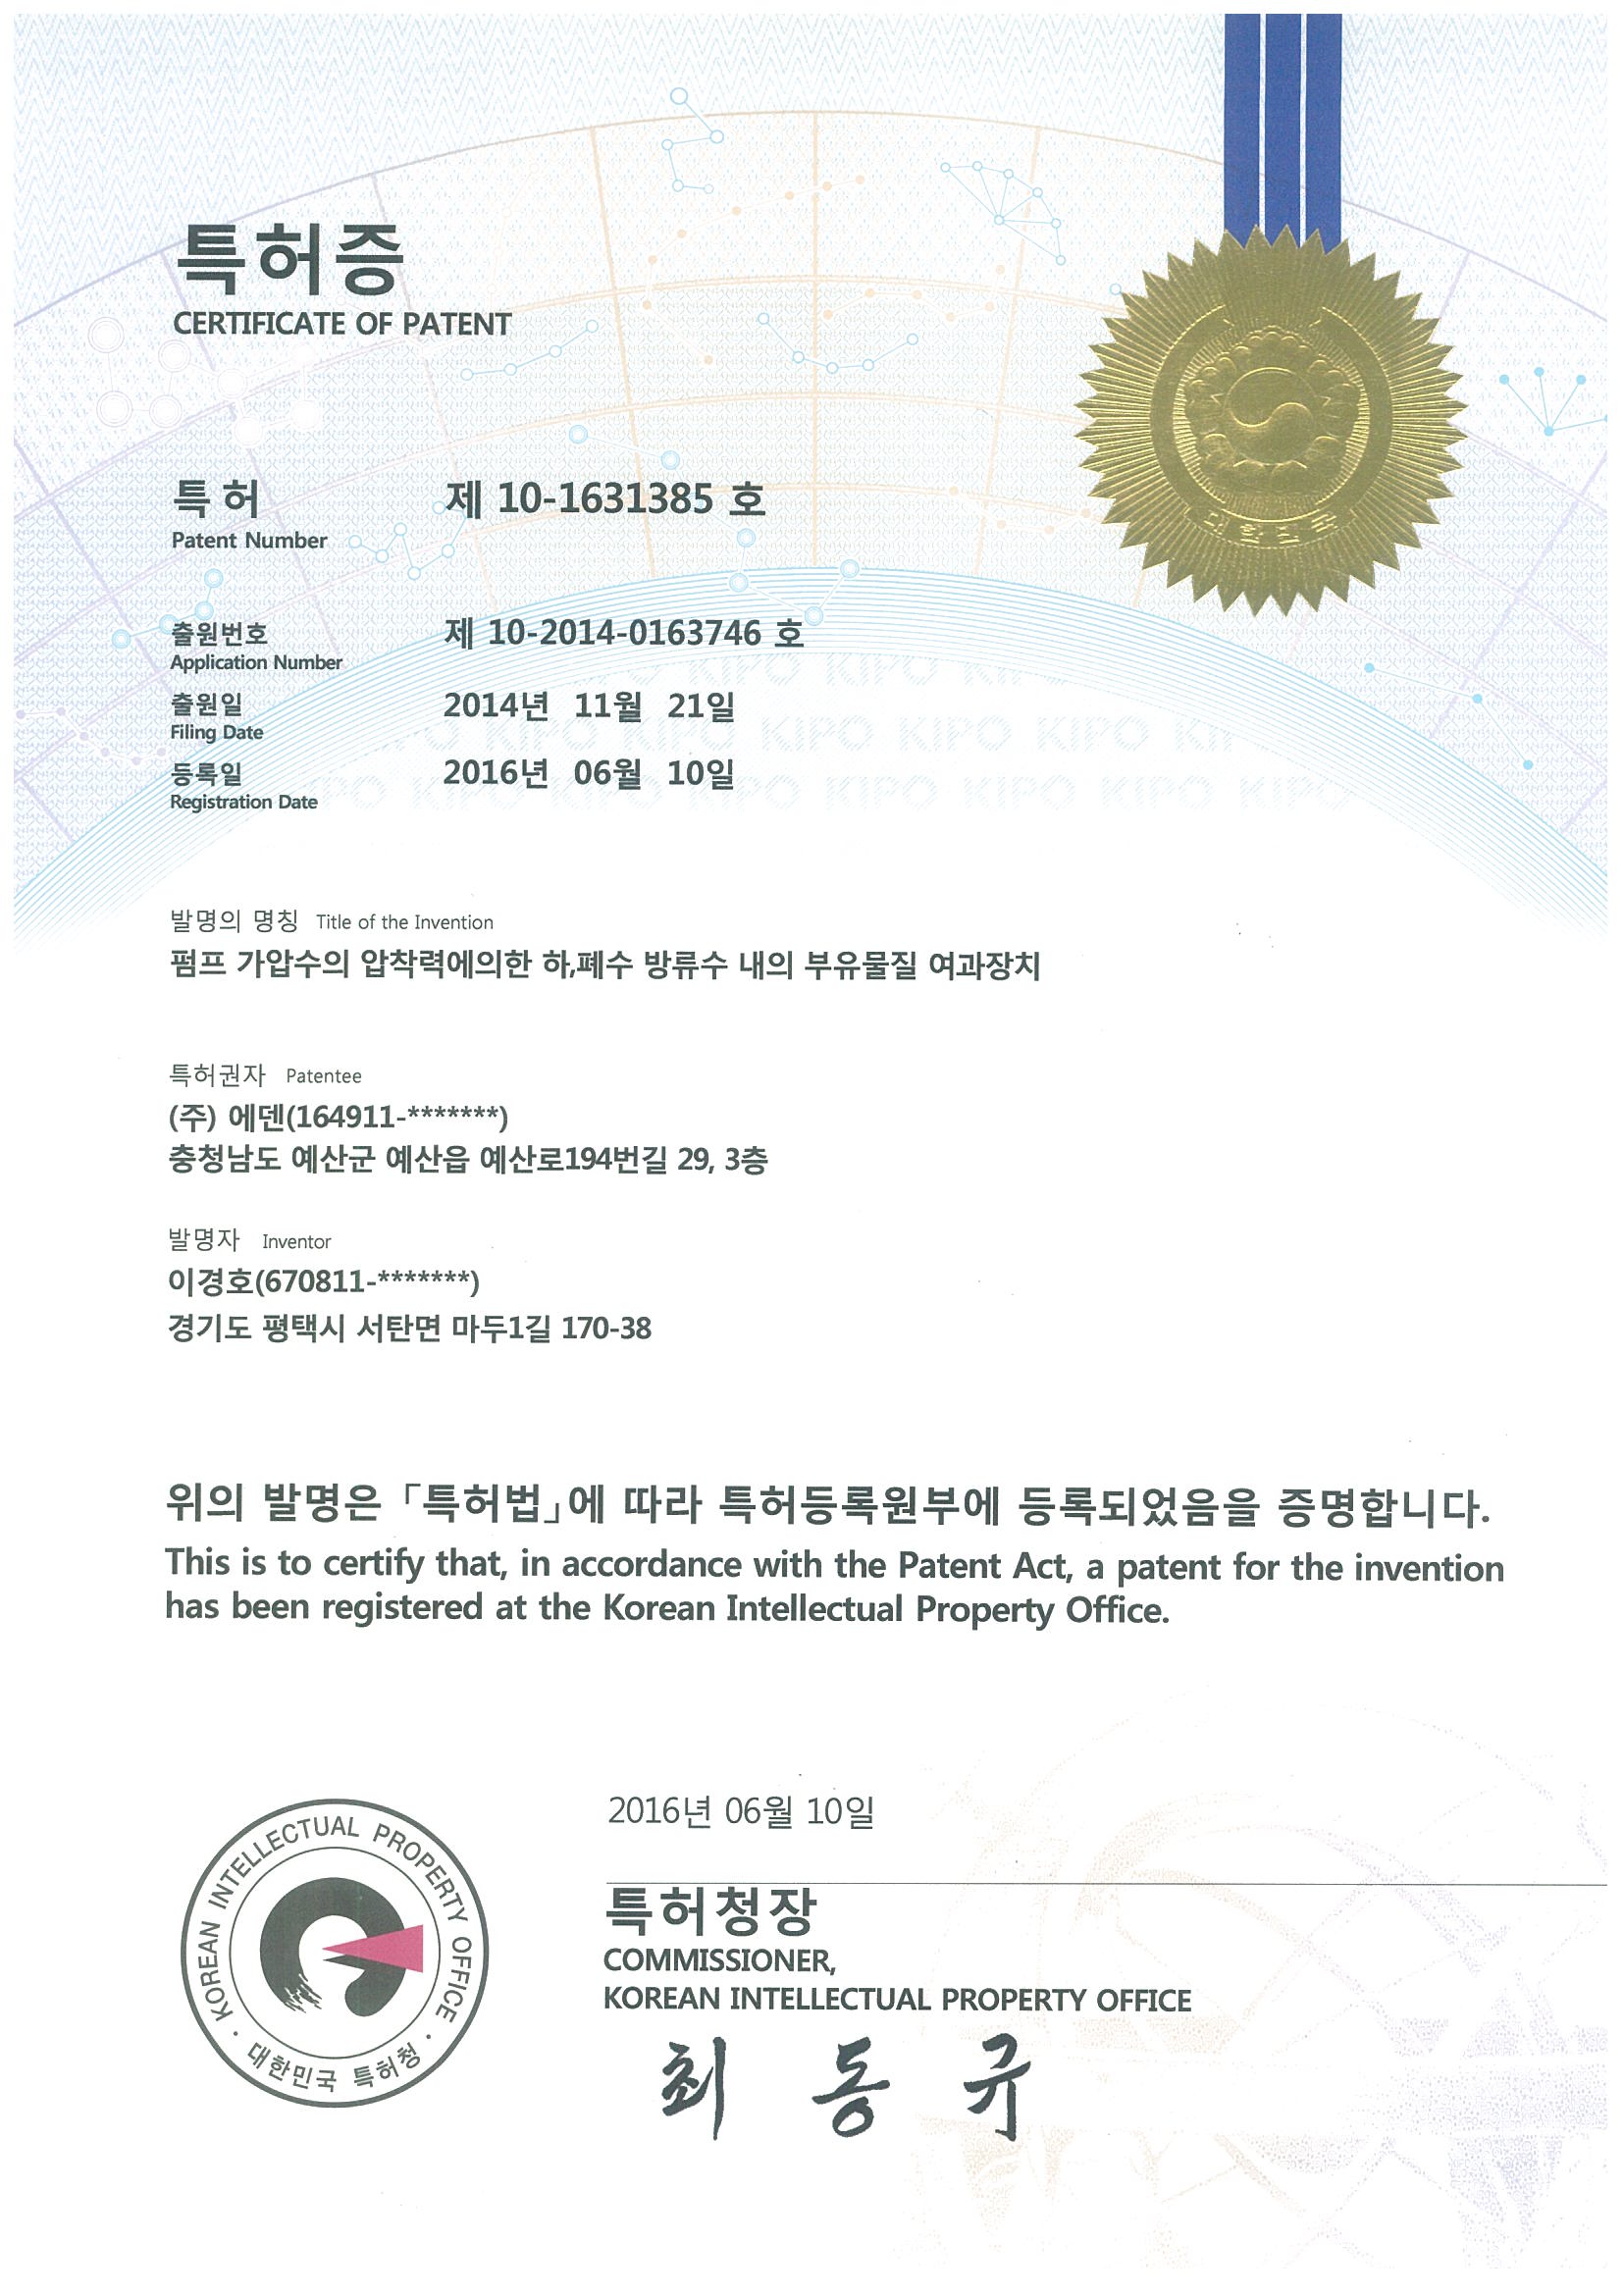 특허증
CERTIFICATE OF PATENT
대한민국
특 허 제 10-1631385 호
Patent Number
출원번호 제 10-2014-0163746 호
Application Number
출원일 2014년 11월 21일
Filing Date
등록일 2016년 06월 10일
Registration Date
KIPO KIPO KIPO
KIPO KIPO KIPO KIPO KIPO
KIPO KIPO KIPO KIPO KIPO KIPO KIPO
발명의 명칭 Title of the Invention
펌프 가압수의 압착력에의한 하,폐수 방류수 내의 부유물질 여과장치
특허권자 Patentee
(주) 에덴(164911-*******)
충청남도 예산군 예산읍 예산로194번길 29, 3층
발명자 Inventor
이경호(670811-*******)
경기도 평택시 서탄면 마두1길 170-38
위의 발명은 「특허법」에 따라 특허등록원부에 등록되었음을 증명합니다.
This is to certify that, in accordance with the Patent Act, a patent for the invention
has been registered at the Korean Intellectual Property Office.
2016년 06월 10일
특허청장
COMMISSIONER,
KOREAN INTELLECTUAL PROPERTY OFFICE
최 동 규
KOREAN INTELLECTUAL PROPERTY OFFICE
· 대한민국 특허청 ·